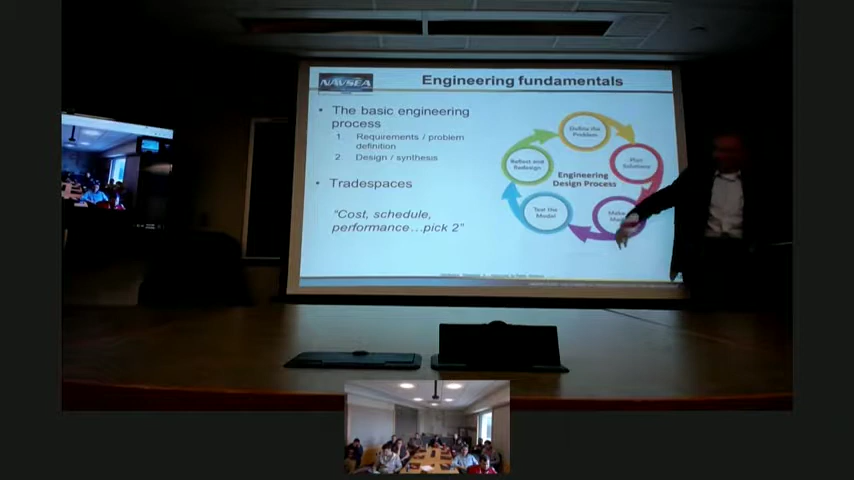 NAVSEA
Engineering fundamentals
• The basic engineering
process
1. Requirements / problem
definition
2. Design / synthesis
• Tradespaces
"Cost, schedule,
performance…pick 2"
Define the
Problem
Plan
Solutions
Make
Test the
Model
Reflect and
Redesign
Engineering
Design Process